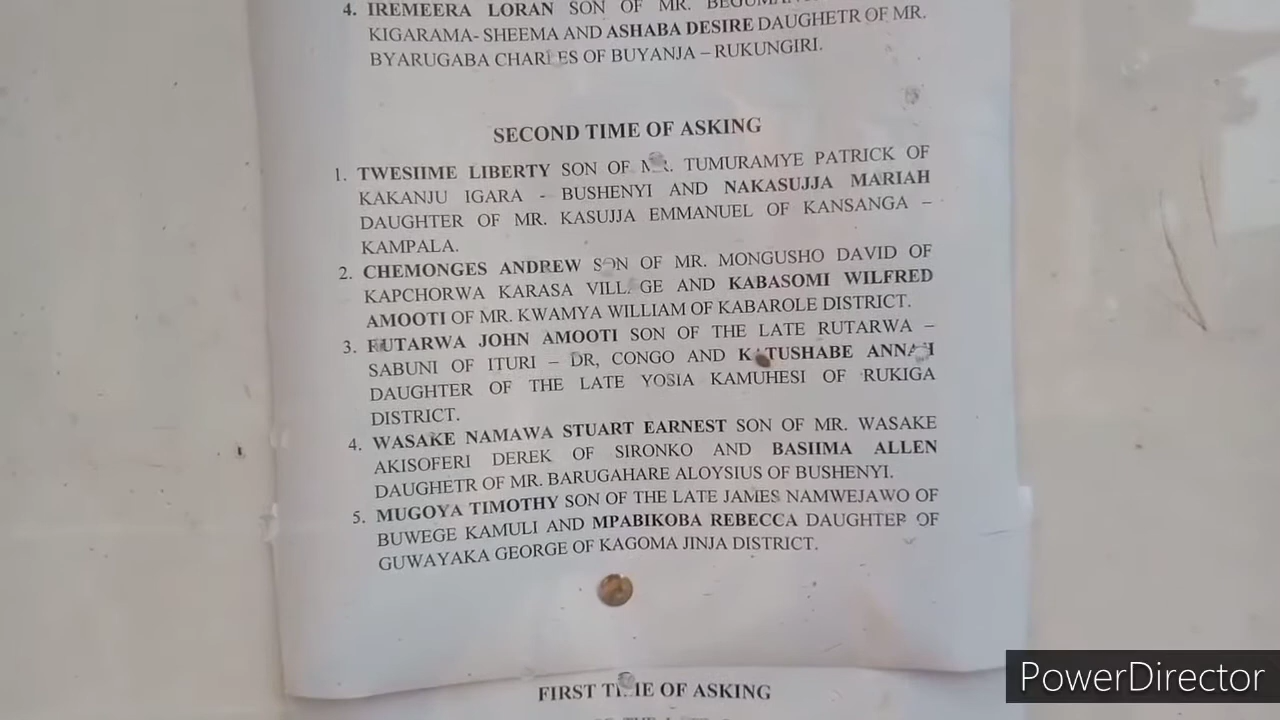 4. IREMEERA LORAN SON OF MR.
KIGARAMA- SHEEMA AND ASHABA DESIRE DAUGHETR OF MR.
BYARUGABA CHARLES OF BUYANJA – RUKUNGIRI.
SECOND TIME OF ASKING
1. TWESIIME LIBERTY SON OF MR. TUMURAMYE PATRICK OF
KAKANJU IGARA - BUSHENYI AND NAKASUJJA MARIAH
DAUGHTER OF MR. KASUJJA EMMANUEL OF KANSANGA –
KAMPALA.
2. CHEMONGES ANDREW SON OF MR. MONGUSHO DAVID OF
KAPCHORWA KARASA VILLAGE AND KABASOMI WILFRED
AMOOTI OF MR. KWAMYA WILLIAM OF KABAROLE DISTRICT.
3. RUTARWA JOHN AMOOTI SON OF THE LATE RUTARWA –
SABUNI OF ITURI – DR, CONGO AND KATUSHABE ANNAH
DAUGHTER OF THE LATE YOSIA KAMUHESI OF RUKIGA
DISTRICT.
4. WASAKE NAMAWA STUART EARNEST SON OF MR. WASAKE
AKISOFERI DEREK OF SIRONKO AND BASIIMA ALLEN
DAUGHETR OF MR. BARUGAHARE ALOYSIUS OF BUSHENYI.
5. MUGOYA TIMOTHY SON OF THE LATE JAMES NAMWEJAWO OF
BUWEGE KAMULI AND MPABIKOBA REBECCA DAUGHTER OF
GUWAYAKA GEORGE OF KAGOMA JINJA DISTRICT.
FIRST TIME OF ASKING
PowerDirector